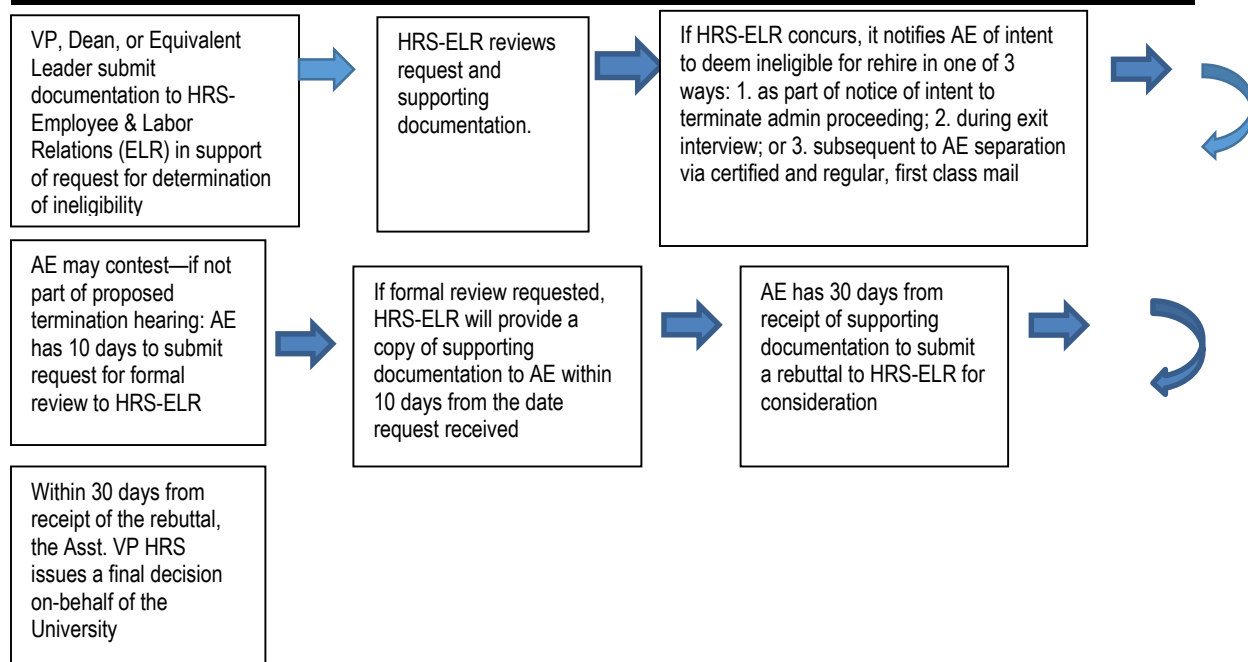 VP, Dean, or Equivalent
Leader submit
documentation to HRS-
Employee & Labor
Relations (ELR) in support
of request for determination
of ineligibility
HRS-ELR reviews
request and
supporting
documentation.
If HRS-ELR concurs, it notifies AE of intent
to deem ineligible for rehire in one of 3
ways: 1. as part of notice of intent to
terminate admin proceeding; 2. during exit
interview; or 3. subsequent to AE separation
via certified and regular, first class mail
AE may contest—if not
part of proposed
termination hearing: AE
has 10 days to submit
request for formal
review to HRS-ELR
If formal review requested,
HRS-ELR will provide a
copy of supporting
documentation to AE within
10 days from the date
request received
AE has 30 days from
receipt of supporting
documentation to submit
a rebuttal to HRS-ELR for
consideration
Within 30 days from
receipt of the rebuttal,
the Asst. VP HRS
issues a final decision
on-behalf of the
University